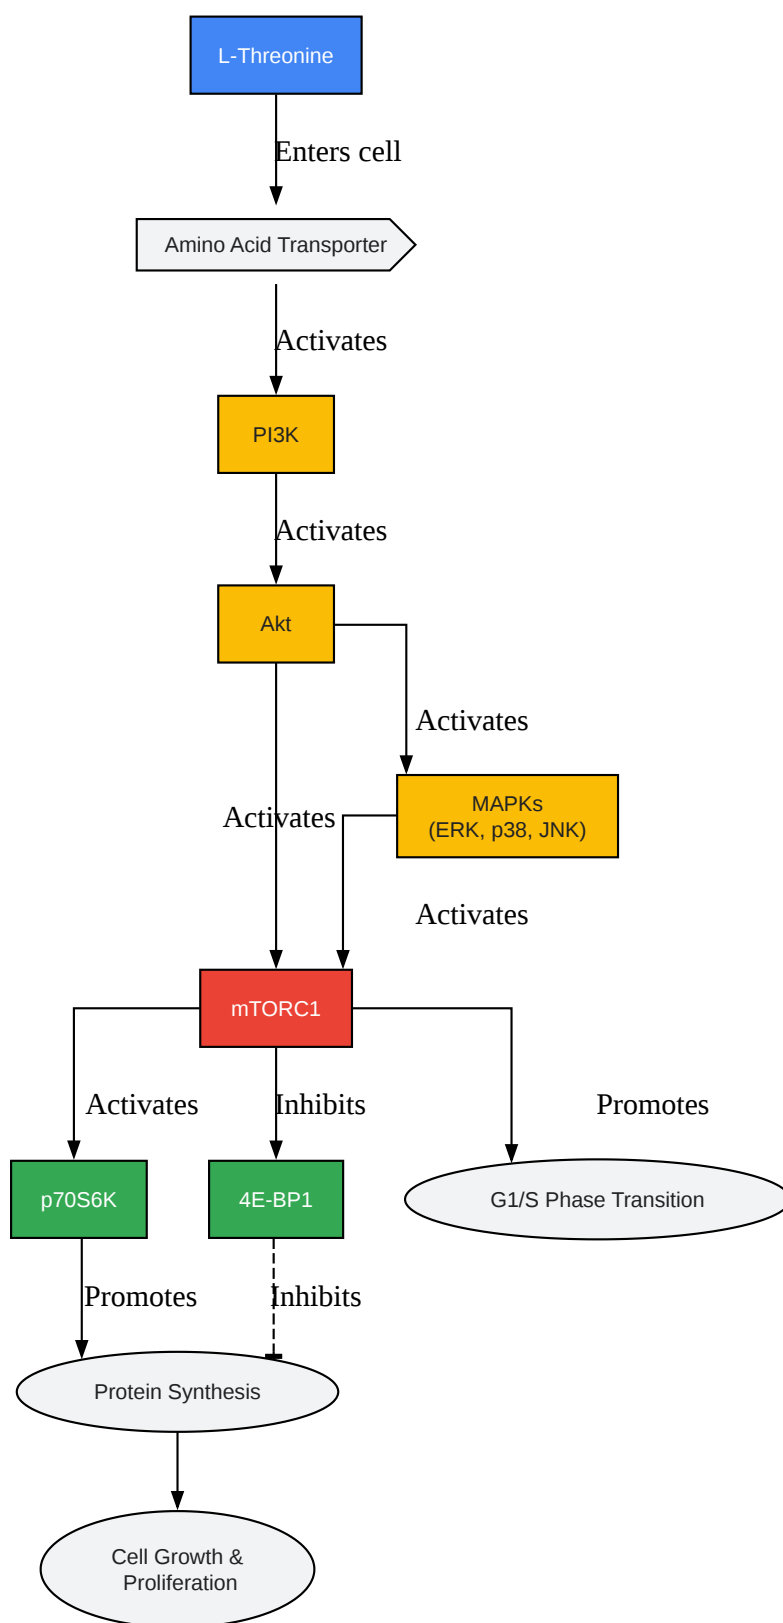 L-Threonine
Enters cell
Amino Acid Transporter
Activates
PI3K
Activates
Akt
Activates
MAPKs
(ERK, p38, JNK)
Activates
Activates
mTORC1
Activates
Inhibits
Promotes
p70S6K
4E-BP1
G1/S Phase Transition
Promotes
Inhibits
Protein Synthesis
Cell Growth &
Proliferation